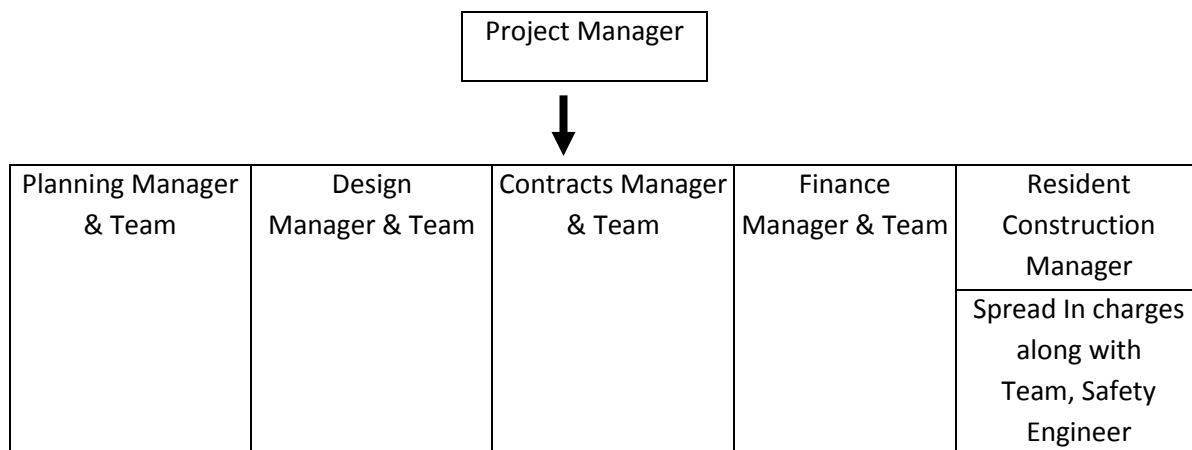 Project Manager
Planning Manager
& Team
Design
Manager & Team
Contracts Manager
& Team
Finance
Manager & Team
Resident
Construction
Manager
Spread In charges
along with
Team, Safety
Engineer